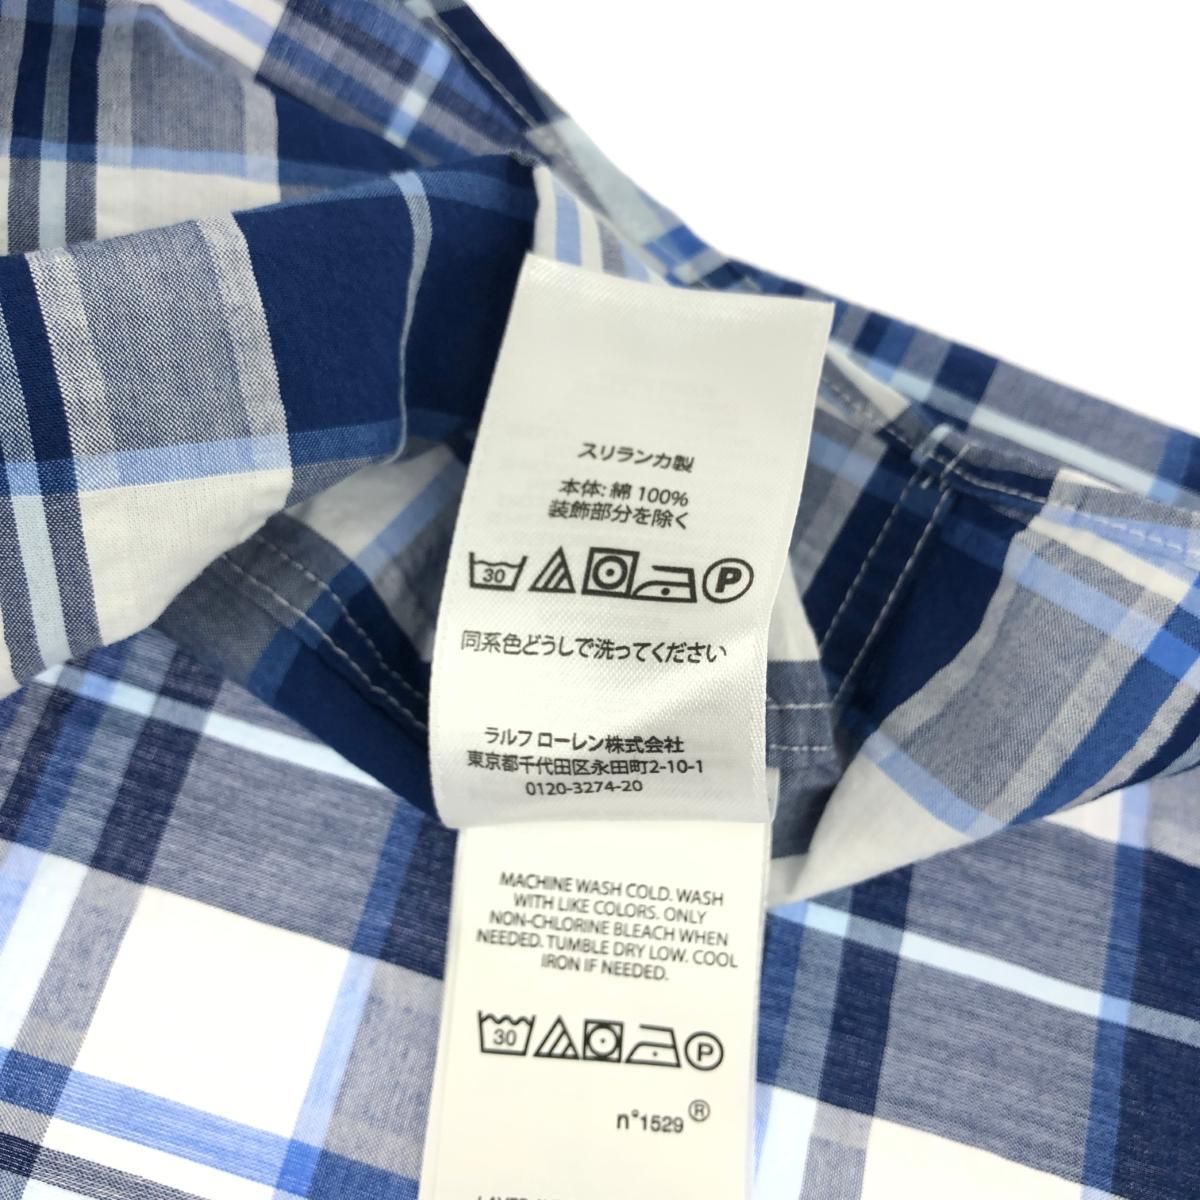 スリランカ製
本体: 綿 100%
装飾部分を除く
30 P
同系色どうしで洗ってください
ラルフ ローレン株式会社
東京都千代田区永田町2-10-1
0120-3274-20
MACHINE WASH COLD. WASH
WITH LIKE COLORS. ONLY
NON-CHLORINE BLEACH WHEN
NEEDED. TUMBLE DRY LOW. COOL
IRON IF NEEDED.
30 P
n°1529 ®